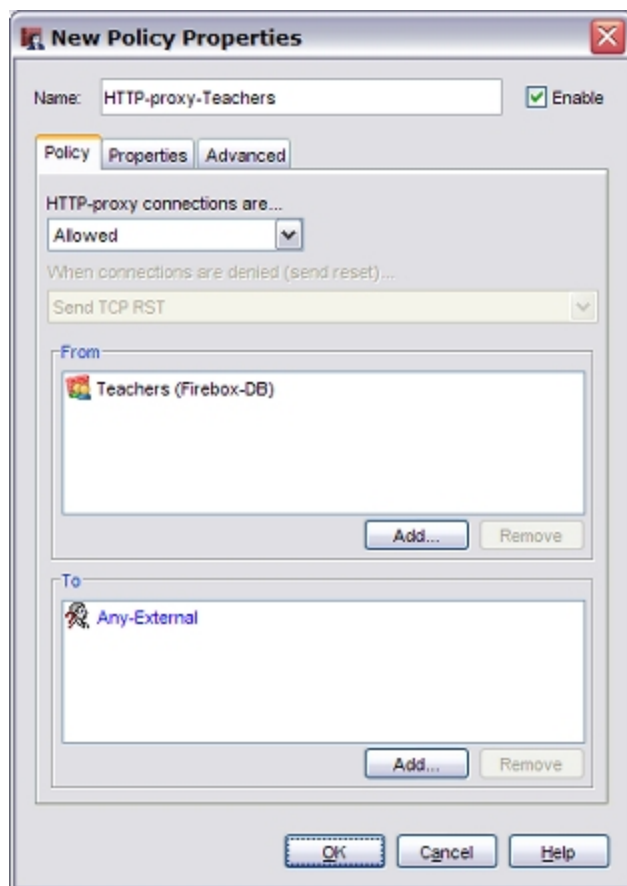 New Policy Properties
Name: HTTP-proxy-Teachers Enable
Policy Properties Advanced
HTTP-proxy connections are...
Allowed
When connections are denied (send reset)...
Send TCP RST
From
Teachers (Firebox-DB)
Add... Remove
To
Any-External
Add... Remove
OK Cancel Help